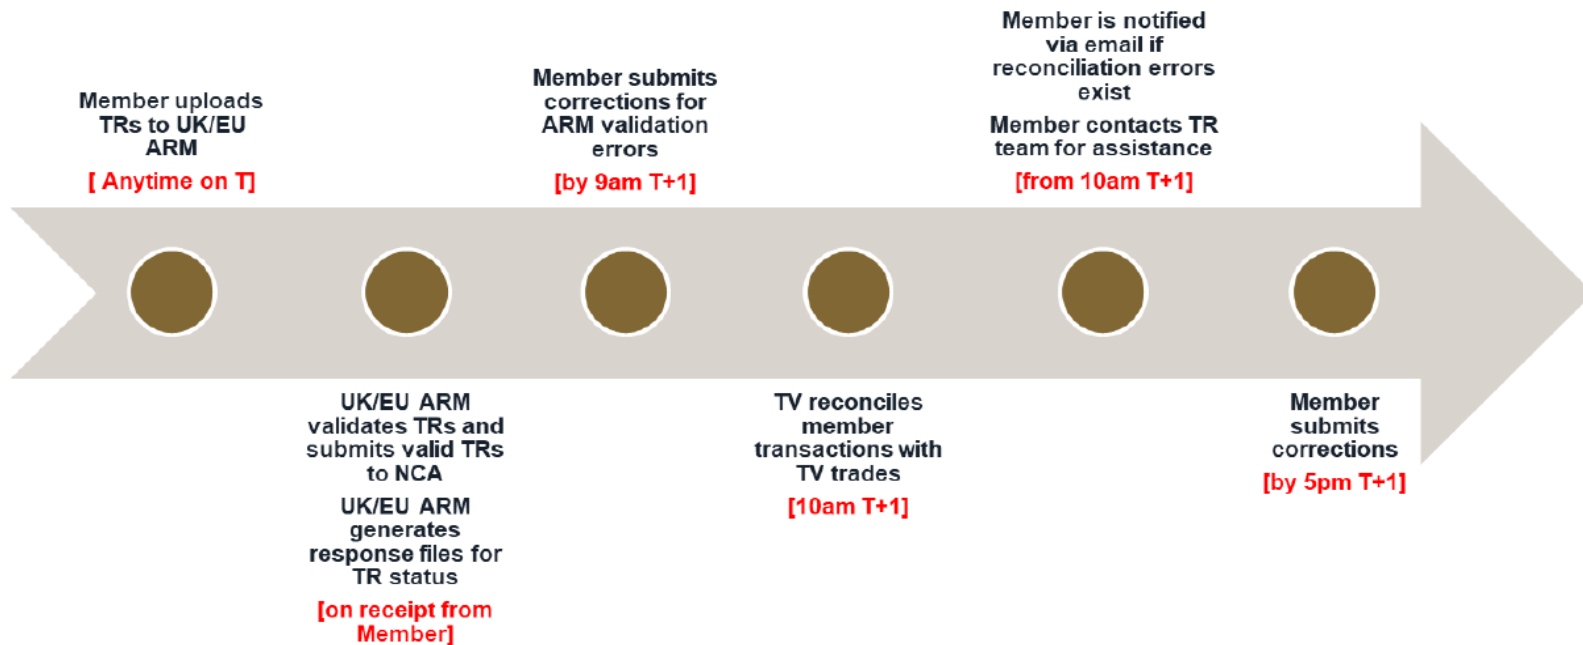 Member uploads
TRs to UK/EU
ARM
[ Anytime on T]
UK/EU ARM
validates TRs and
submits valid TRs
to NCA
UK/EU ARM
generates
response files for
TR status
[on receipt from
Member]
Member submits
corrections for
ARM validation
errors
[by 9am T+1]
TV reconciles
member
transactions with
TV trades
[10am T+1]
Member is notified
via email if
reconciliation errors
exist
Member contacts TR
team for assistance
[from 10am T+1]
Member
submits
corrections
[by 5pm T+1]